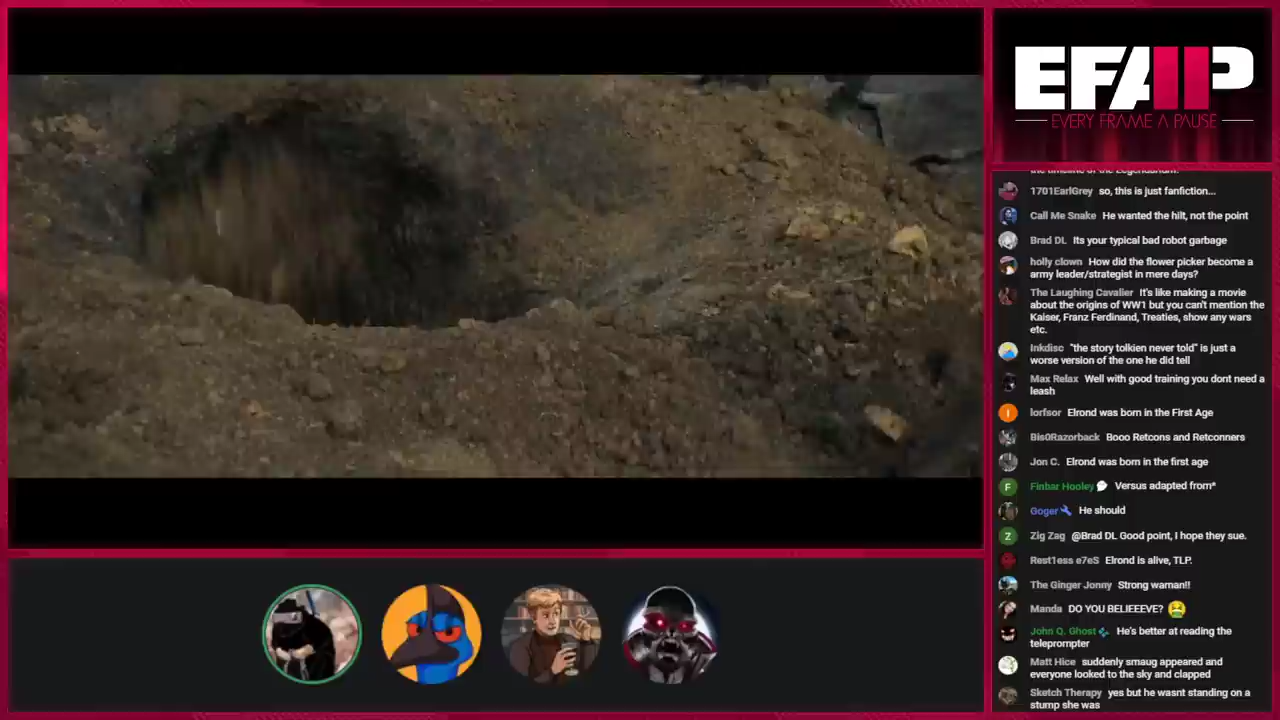 EFAP
EVERY FRAME A PAUSE
the timeline of the Legendarium.
1701EarlGrey so, this is just fanfiction...
Call Me Snake He wanted the hilt, not the point
Brad DL Its your typical bad robot garbage
holly clown How did the flower picker become a
army leader/strategist in mere days?
The Laughing Cavalier It's like making a movie
about the origins of WW1 but you can't mention the
Kaiser, Franz Ferdinand, Treaties, show any wars
etc.
Inkdisc "the story tolkien never told" is just a
worse version of the one he did tell
Max Relax Well with good training you dont need a
leash
I
lorfsor Elrond was born in the First Age
Bis0Razorback Booo Retcons and Retconners
Jon C. Elrond was born in the first age
F
Finbar Hooley Versus adapted from*
Goger He should
Z
Zig Zag @Brad DL Good point, I hope they sue.
Rest1ess e7eS Elrond is alive, TLP.
The Ginger Jonny Strong waman!!
Manda DO YOU BELIEEEVE? 🤮
John Q. Ghost He's better at reading the
teleprompter
Matt Hice suddenly smaug appeared and
everyone looked to the sky and clapped
Sketch Therapy yes but he wasnt standing on a
stump she was